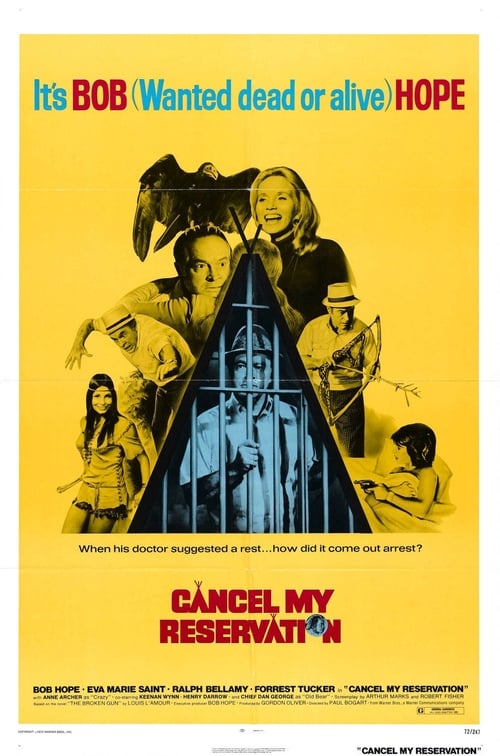 It's BOB (Wanted dead or alive) HOPE
When his doctor suggested a rest...how did it come out arrest?
CANCEL MY
RESERVATION
BOB HOPE · EVA MARIE SAINT · RALPH BELLAMY · FORREST TUCKER in "CANCEL MY RESERVATION"
with ANNE ARCHER as "Crazy" · co-starring KEENAN WYNN · HENRY DARROW · and CHIEF DAN GEORGE as "Old Bear" · Screenplay by ARTHUR MARKS and ROBERT FISHER
Based on the novel "THE BROKEN GUN" by LOUIS L'AMOUR · Executive producer BOB HOPE · Produced by GORDON OLIVER · Directed by PAUL BOGART · from Warner Bros., a Warner Communications company
G
72/247
"CANCEL MY RESERVATION"